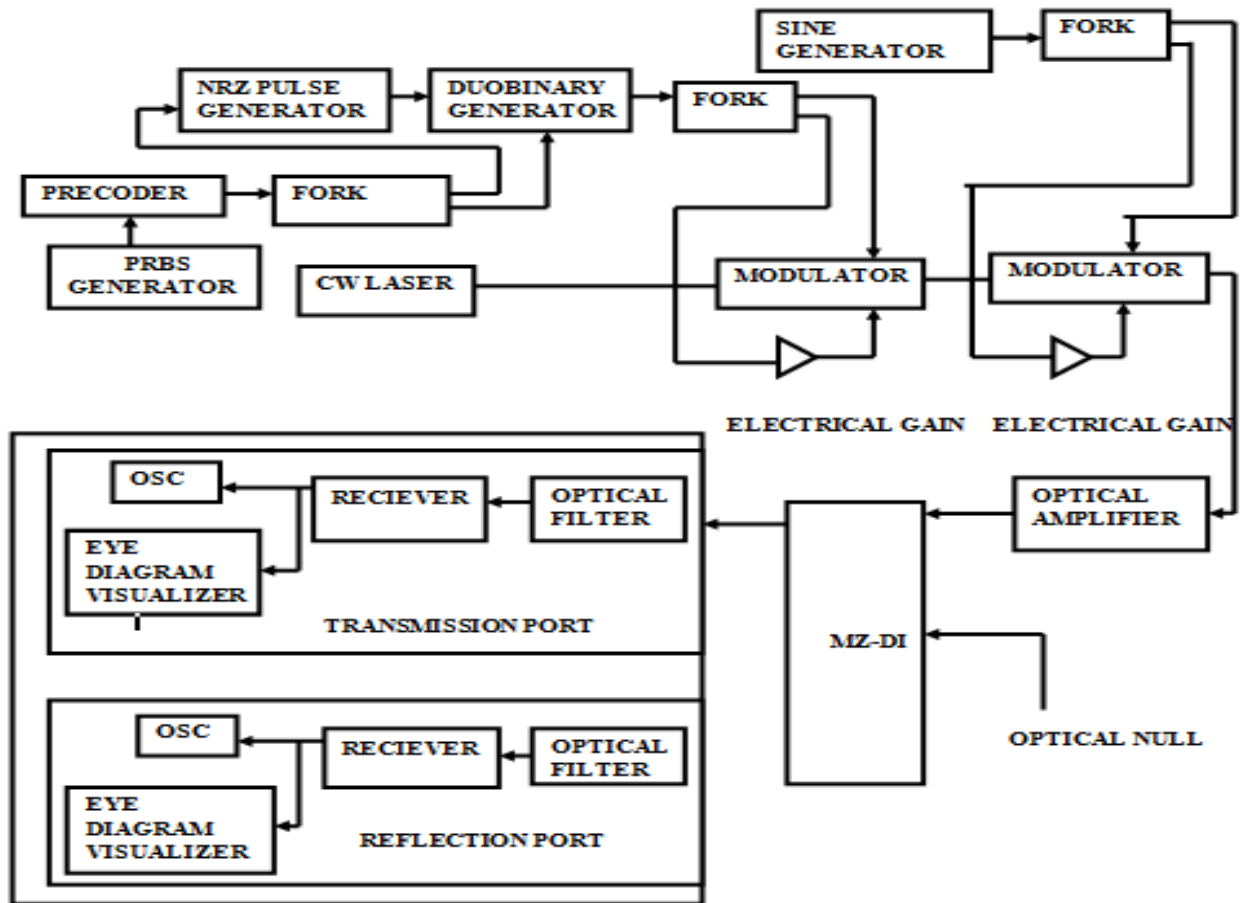 SINE
GENERATOR
FORK
NRZ PULSE
GENERATOR
DUOBINARY
GENERATOR
FORK
PRECODER
FORK
PRBS
GENERATOR
CW LASER
MODULATOR
MODULATOR
ELECTRICAL GAIN
ELECTRICAL GAIN
OSC
RECIEVER
OPTICAL
FILTER
EYE
DIAGRAM
VISUALIZER
TRANSMISSION PORT
OPTICAL
AMPLIFIER
MZ-DI
OPTICAL NULL
OSC
RECIEVER
OPTICAL
FILTER
EYE
DIAGRAM
VISUALIZER
REFLECTION PORT